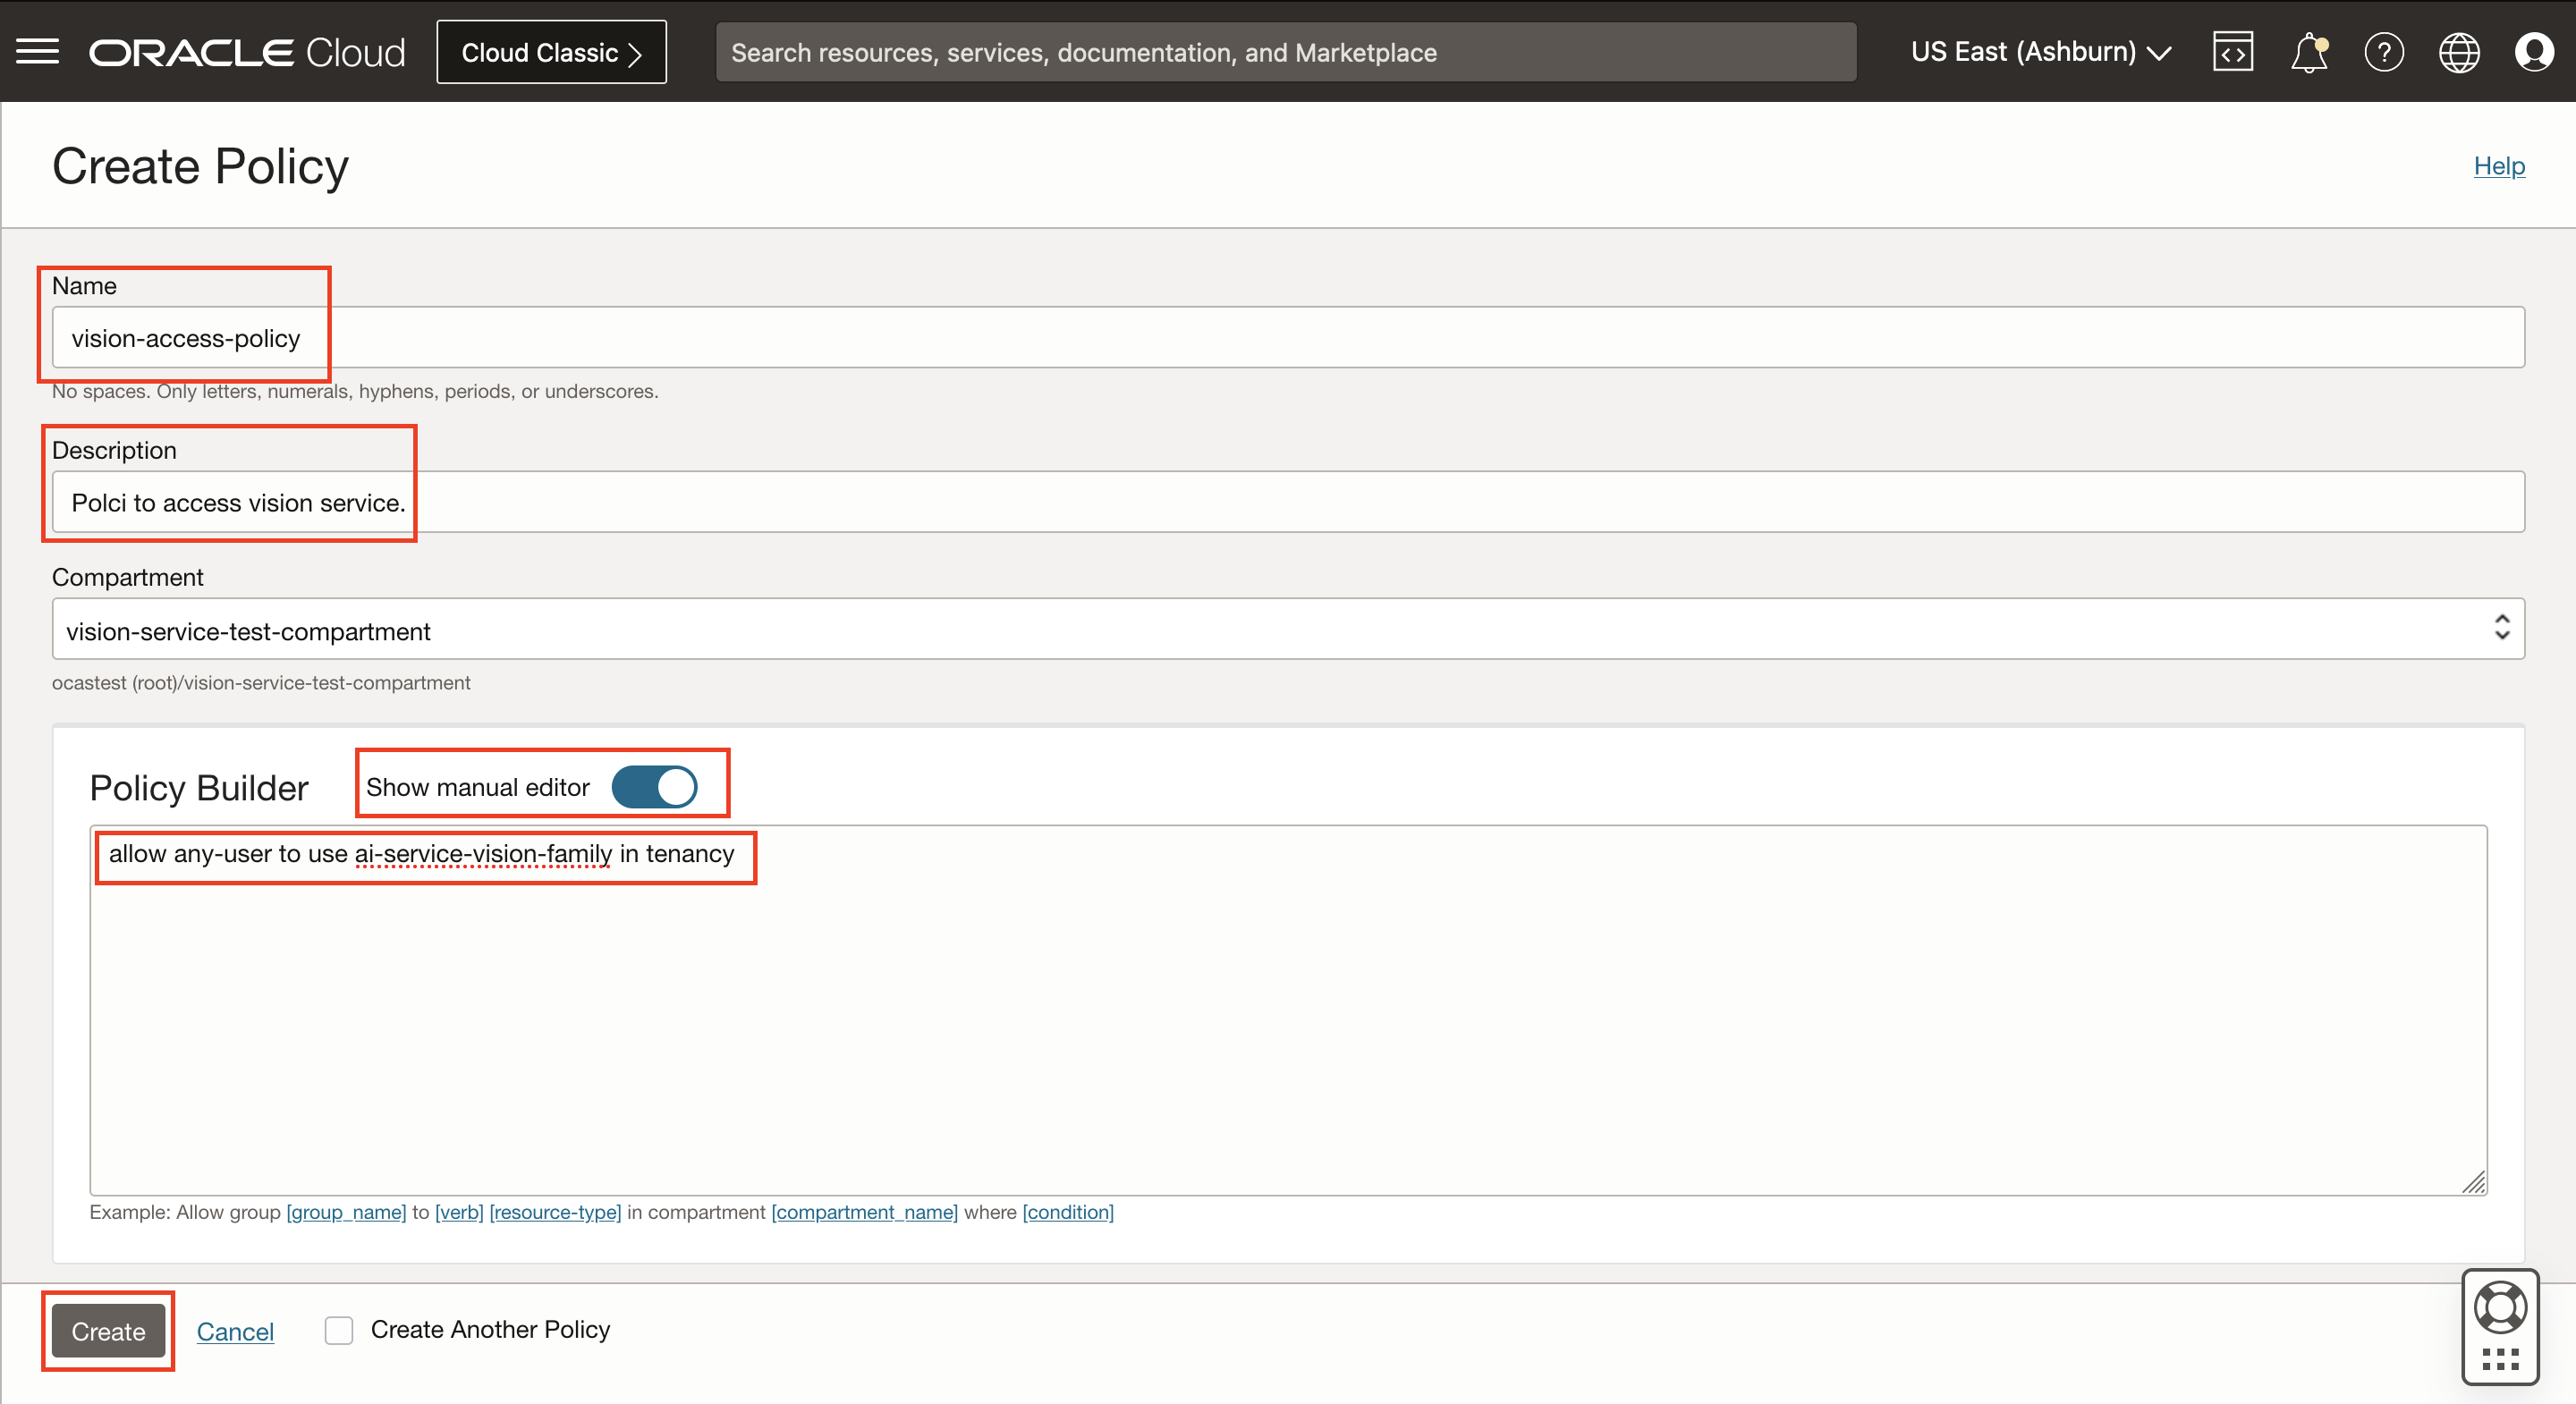 ORACLE Cloud
Cloud Classic
Search resources, services, documentation, and Marketplace
US East (Ashburn)
Create Policy
Help
Name
vision-access-policy
No spaces. Only letters, numerals, hyphens, periods, or underscores.
Description
Polci to access vision service.
Compartment
vision-service-test-compartment
ocastest (root)/vision-service-test-compartment
Policy Builder
Show manual editor
allow any-user to use ai-service-vision-family in tenancy
Example: Allow group [group_name] to [verb] [resource-type] in compartment [compartment_name] where [condition]
Create
Cancel
Create Another Policy